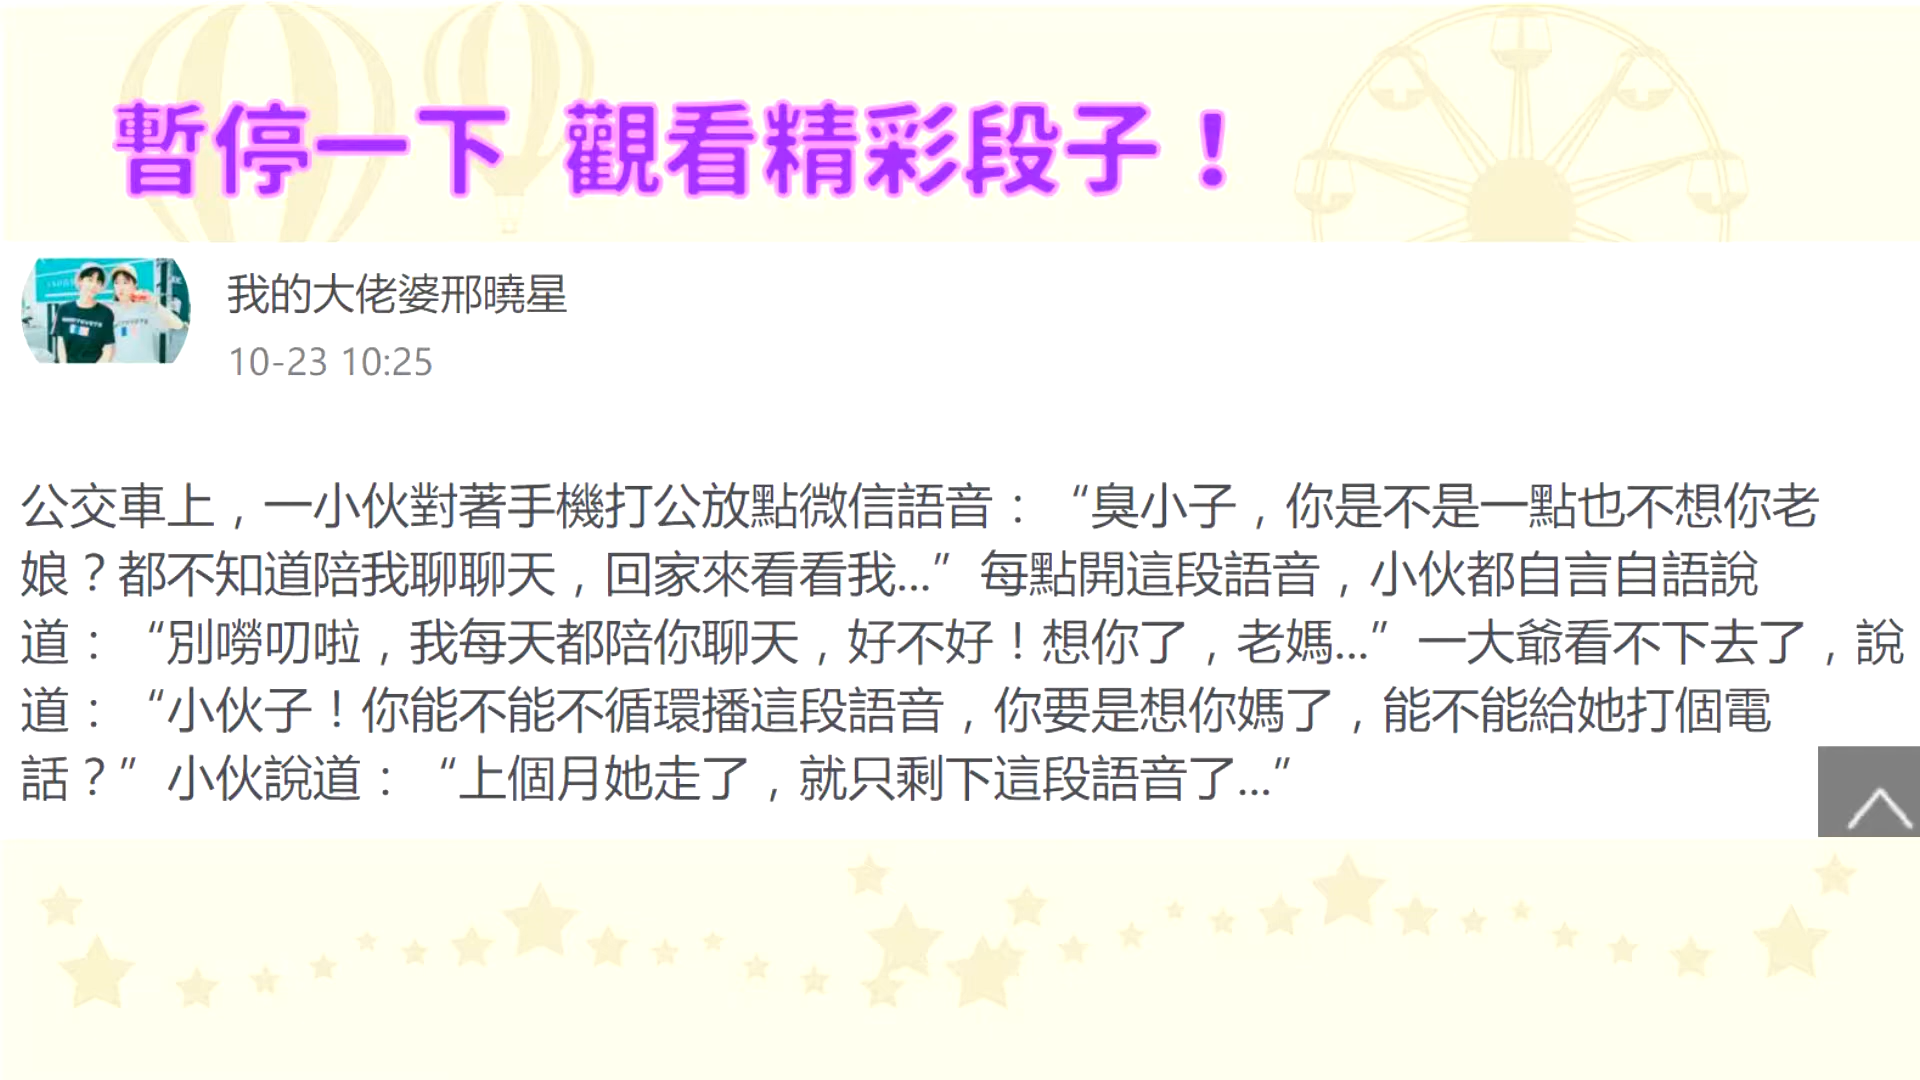 暫停一下 觀看精彩段子！
我的大佬婆邢曉星
10-23 10:25
公交車上，一小伙對著手機打公放點微信語音：“臭小子，你是不是一點也不想你老
娘？都不知道陪我聊聊天，回家來看看我...”每點開這段語音，小伙都自言自語說
道：“別嘮叨啦，我每天都陪你聊天，好不好！想你了，老媽...”一大爺看不下去了，說
道：“小伙子！你能不能不循環播這段語音，你要是想你媽了，能不能給她打個電
話？”小伙說道：“上個月她走了，就只剩下這段語音了...”